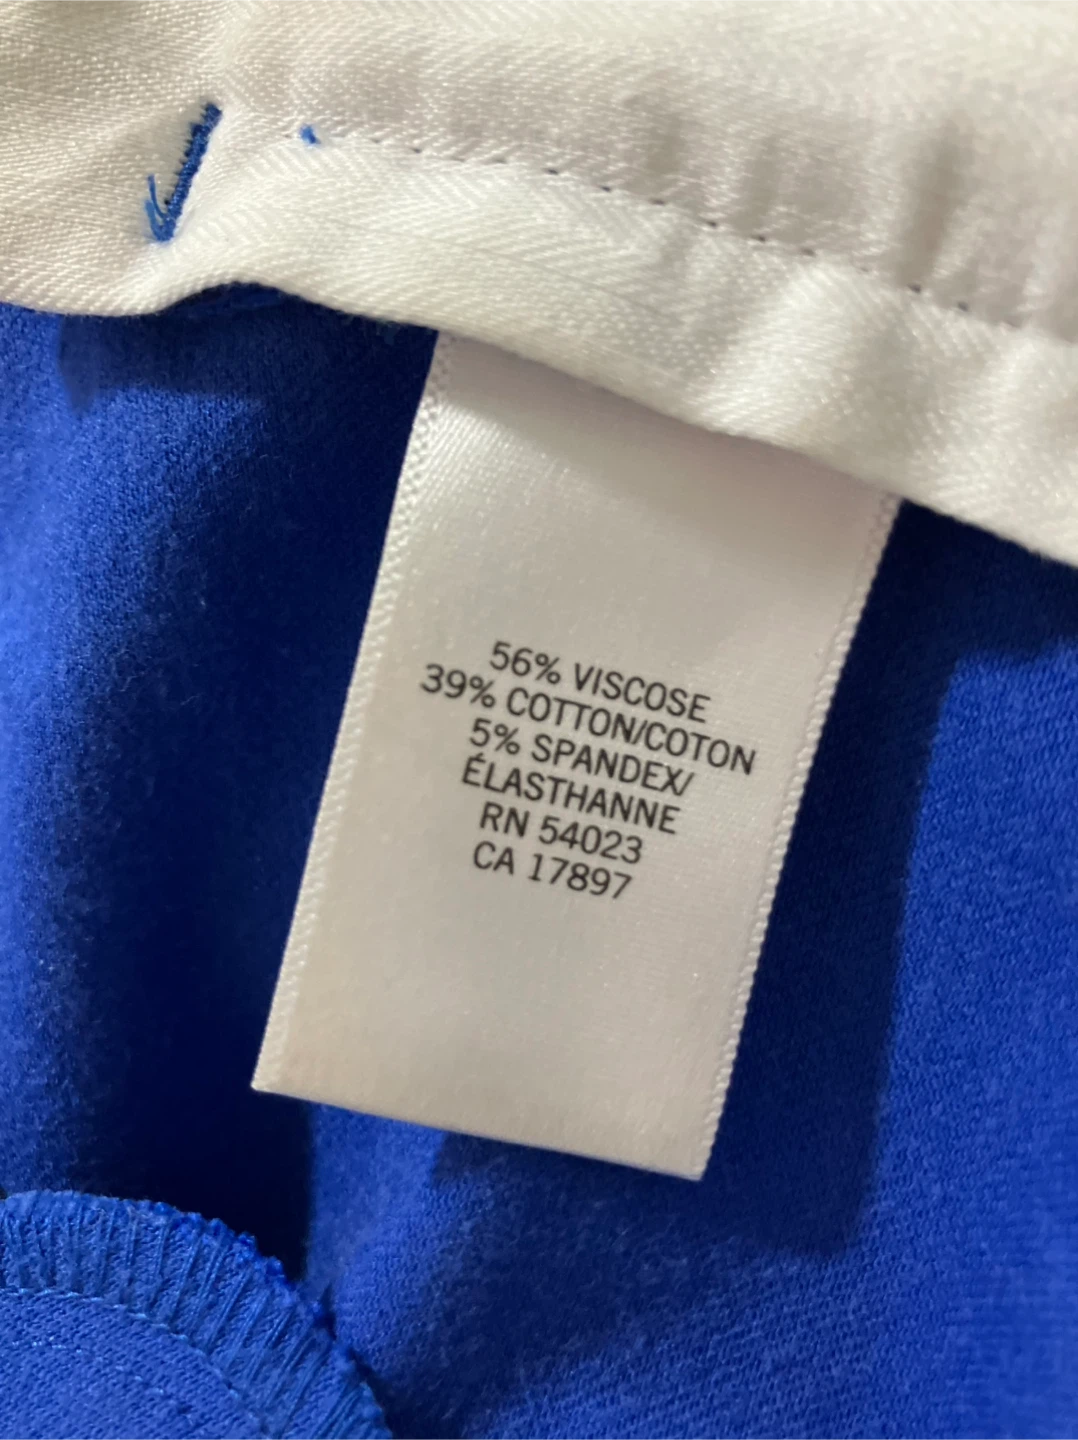 56% VISCOSE
39% COTTON/COTON
5% SPANDEX/
ÉLASTHANNE
RN 54023
CA 17897